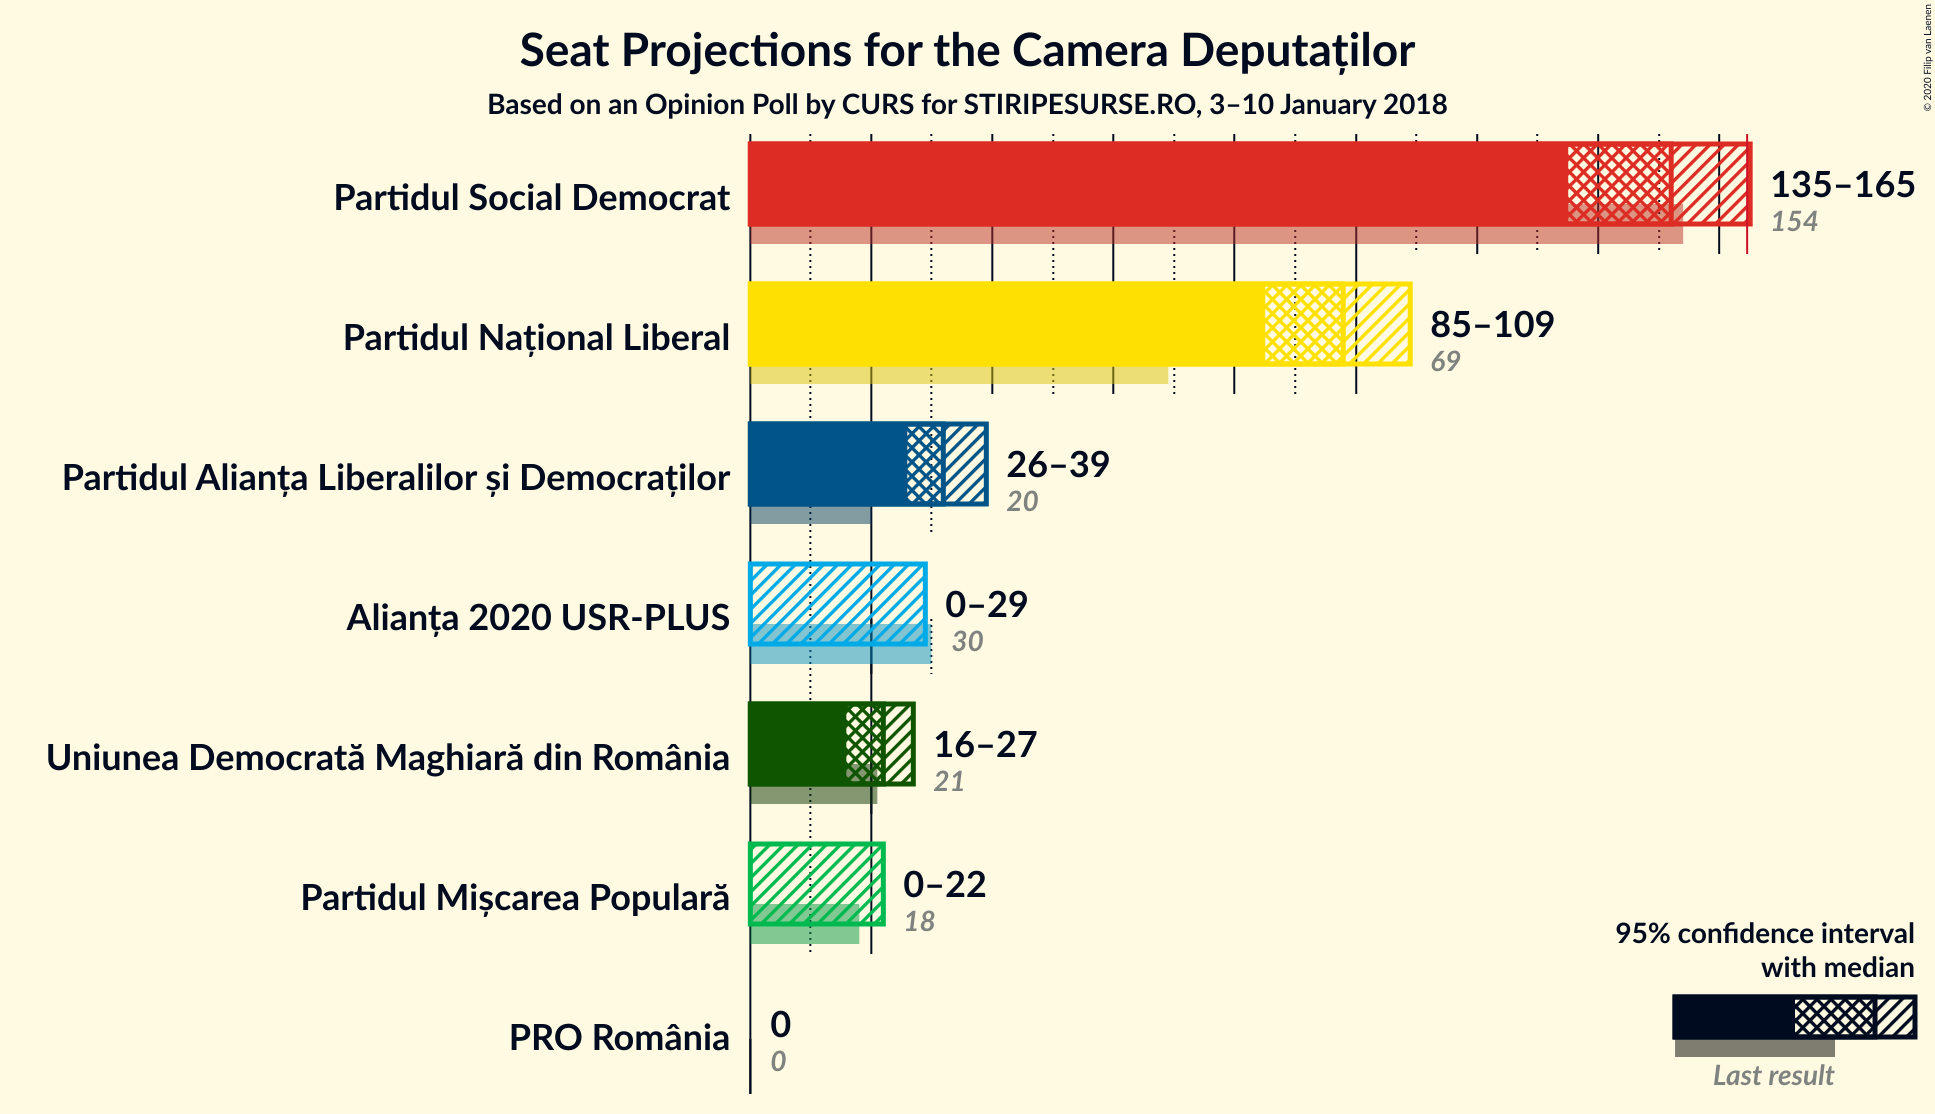 Seat Projections for the Camera Deputaților
Based on an Opinion Poll by CURS for STIRIPESURSE.RO, 3–10 January 2018
© 2020 Filip van Laenen
Partidul Social Democrat
135–165
154
Partidul Național Liberal
85–109
69
Partidul Alianța Liberalilor și Democraților
26–39
20
Alianța 2020 USR-PLUS
0–29
30
Uniunea Democrată Maghiară din România
16–27
21
Partidul Mișcarea Populară
0–22
18
PRO România
0
0
95% confidence interval
with median
Last result